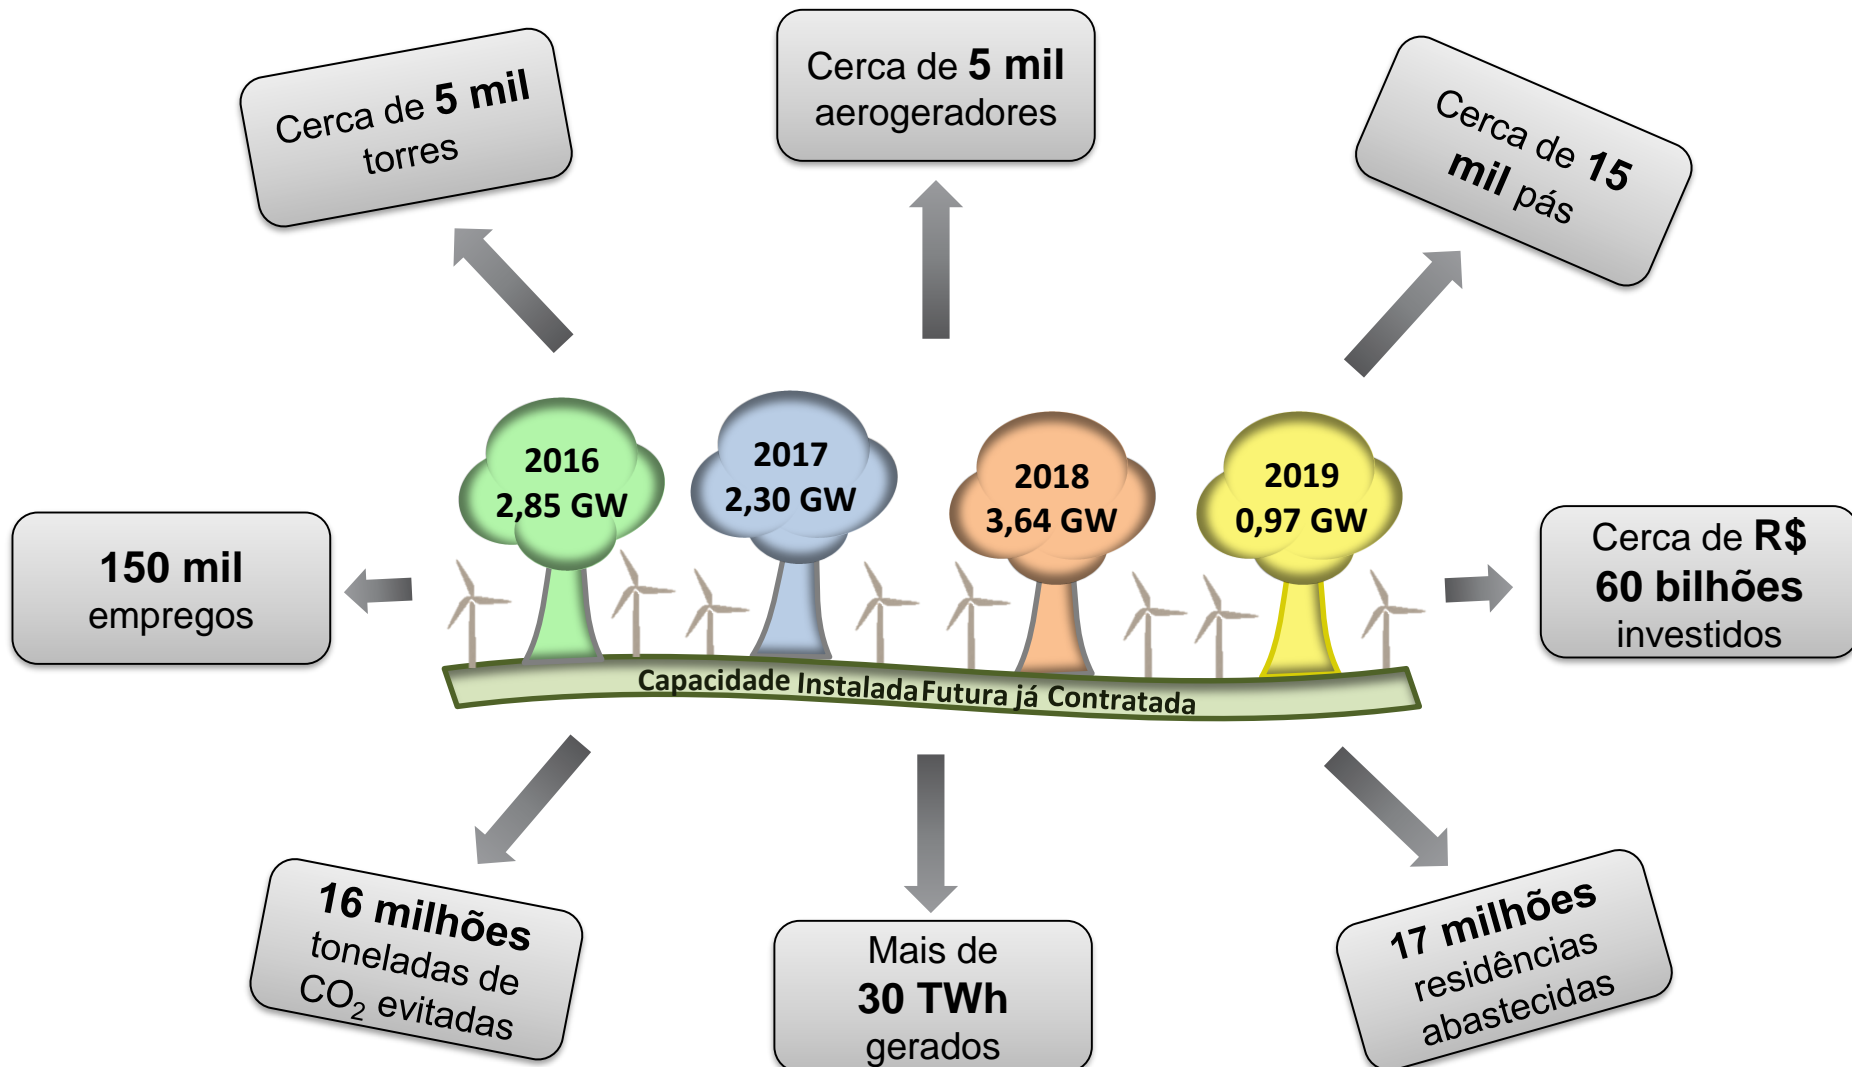 Cerca de 5 mil
torres
Cerca de 5 mil
aerogeradores
Cerca de 15
mil pás
2016
2,85 GW
2017
2,30 GW
2018
3,64 GW
2019
0,97 GW
150 mil
empregos
Cerca de R$
60 bilhões
investidos
Capacidade Instalada Futura já Contratada
16 milhões
toneladas de
CO₂ evitadas
Mais de
30 TWh
gerados
17 milhões
residências
abastecidas